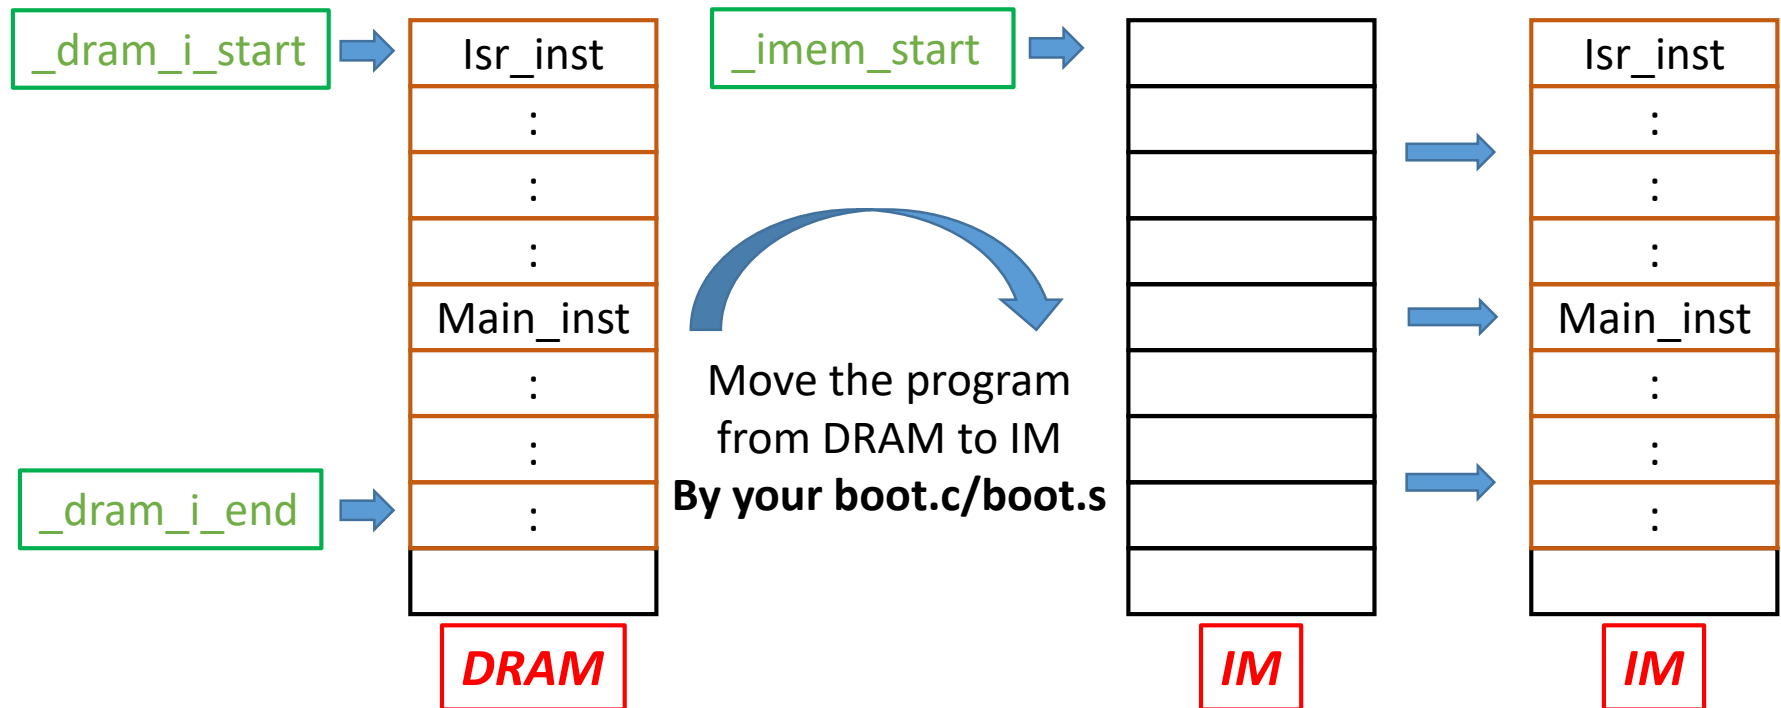 _dram_i_start
Isr_inst
:
:
:
Main_inst
:
:
:
_dram_i_end
DRAM
_imem_start
Move the program
from DRAM to IM
By your boot.c/boot.s
IM
Isr_inst
:
:
:
Main_inst
:
:
:
IM